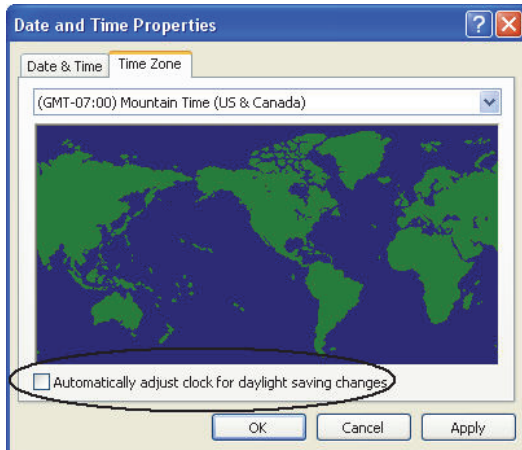 Date and Time Properties
Date & Time Time Zone
(GMT-07:00) Mountain Time (US & Canada)
Automatically adjust clock for daylight saving changes
OK Cancel Apply